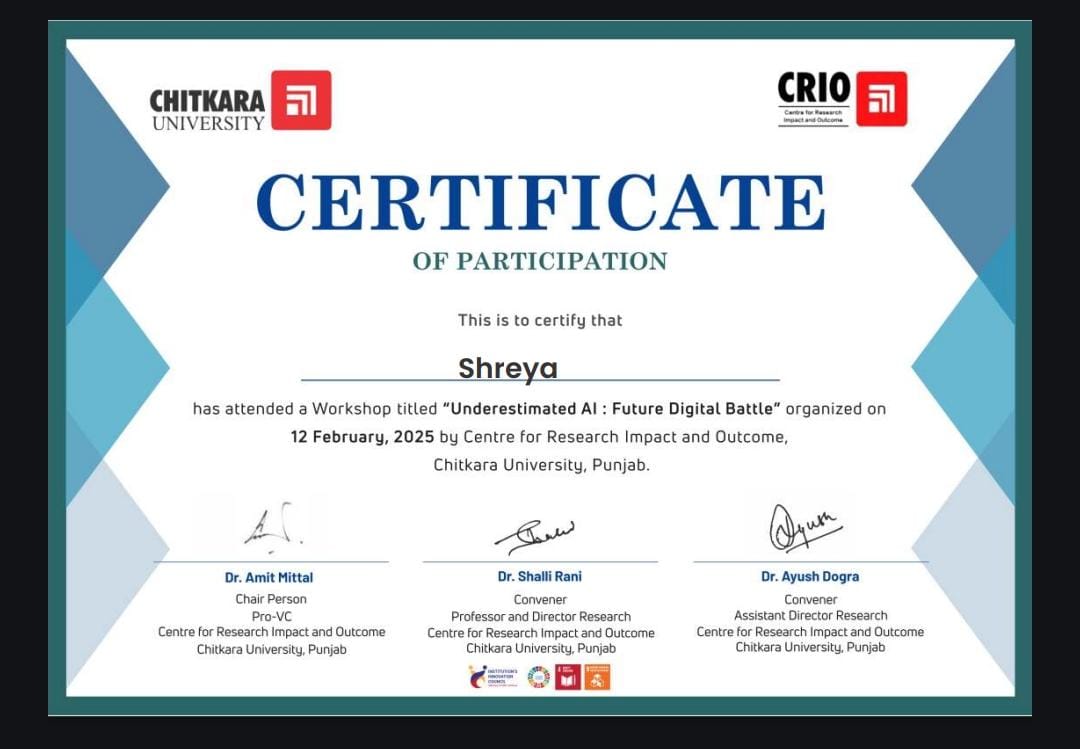 CHITKARA
UNIVERSITY
CRIO
Centre for Research
Impact and Outcome
CERTIFICATE
OF PARTICIPATION
This is to certify that
Shreya
has attended a Workshop titled “Underestimated AI : Future Digital Battle” organized on
12 February, 2025 by Centre for Research Impact and Outcome,
Chitkara University, Punjab.
Dr. Amit Mittal
Chair Person
Pro-VC
Centre for Research Impact and Outcome
Chitkara University, Punjab
Dr. Shalli Rani
Convener
Professor and Director Research
Centre for Research Impact and Outcome
Chitkara University, Punjab
Ayush
Dr. Ayush Dogra
Convener
Assistant Director Research
Centre for Research Impact and Outcome
Chitkara University, Punjab
INSTITUTION'S
INNOVATION
COUNCIL